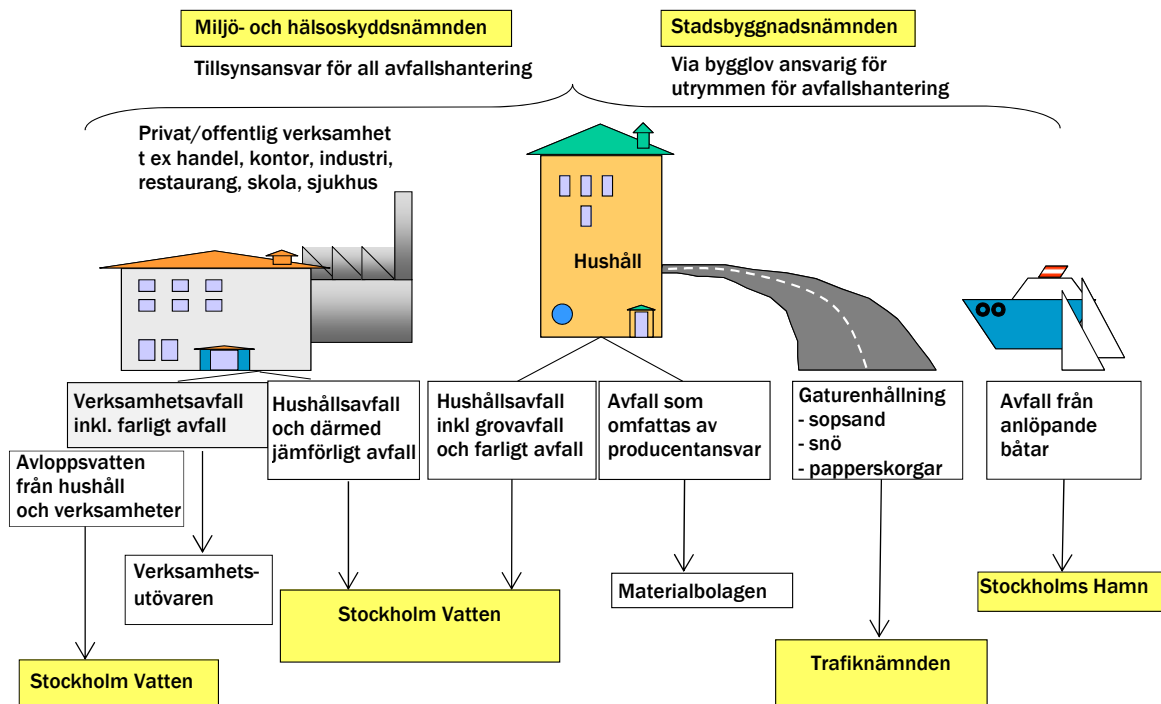 Miljö- och hälsoskyddsnämnden
Stadsbyggnadsnämnden
Tillsynsansvar för all avfallshantering
Via bygglov ansvarig för
utrymmen för avfallshantering
Privat/offentlig verksamhet
t ex handel, kontor, industri,
restaurang, skola, sjukhus
Hushåll
Verksamhetsavfall
inkl. farligt avfall
Hushållsavfall
och därmed
jämförligt avfall
Hushållsavfall
inkl grovavfall
och farligt avfall
Avfall som
omfattas av
producentansvar
Gaturenhållning
- sopsand
- snö
- papperskorgar
Avfall från
anlöpande
båtar
Avloppsvatten
från hushåll
och verksamheter
Verksamhets-
utövaren
Stockholm Vatten
Materialbolagen
Stockholms Hamn
Trafiknämnden
Stockholm Vatten